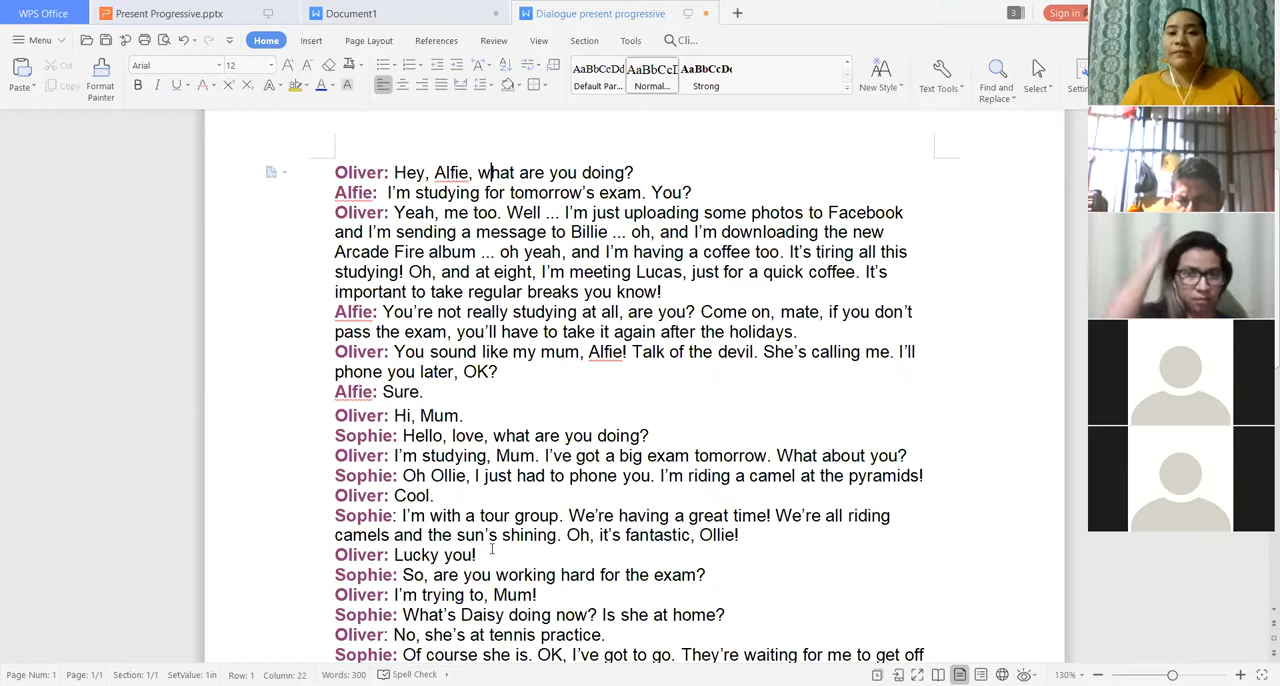 WPS Office
Present Progressive.pptx
Document1
Dialogue present progressive
3
Sign in
Menu
Home
Insert
Page Layout
References
Review
View
Section
Tools
Cli...
Paste
Cut
Copy
Format Painter
Arial
12
AaBbCcDd
AaBbCcD
AaBbCcDd
Default Par...
Normal...
Strong
New Style
Text Tools
Find and Replace
Select
Oliver: Hey, Alfie, what are you doing?
Alfie: I'm studying for tomorrow's exam. You?
Oliver: Yeah, me too. Well ... I'm just uploading some photos to Facebook
and I'm sending a message to Billie ... oh, and I'm downloading the new
Arcade Fire album ... oh yeah, and I'm having a coffee too. It's tiring all this
studying! Oh, and at eight, I'm meeting Lucas, just for a quick coffee. It's
important to take regular breaks you know!
Alfie: You're not really studying at all, are you? Come on, mate, if you don't
pass the exam, you'll have to take it again after the holidays.
Oliver: You sound like my mum, Alfie! Talk of the devil. She's calling me. I'll
phone you later, OK?
Alfie: Sure.
Oliver: Hi, Mum.
Sophie: Hello, love, what are you doing?
Oliver: I'm studying, Mum. I've got a big exam tomorrow. What about you?
Sophie: Oh Ollie, I just had to phone you. I'm riding a camel at the pyramids!
Oliver: Cool.
Sophie: I'm with a tour group. We're having a great time! We're all riding
camels and the sun's shining. Oh, it's fantastic, Ollie!
Oliver: Lucky you!
Sophie: So, are you working hard for the exam?
Oliver: I'm trying to, Mum!
Sophie: What's Daisy doing now? Is she at home?
Oliver: No, she's at tennis practice.
Sophie: Of course she is. OK, I've got to go. They're waiting for me to get off
Page Num: 1
Page: 1/1
Section: 1/1
SetValue: 1in
Row: 1
Column: 22
Words: 300
Spell Check
130%